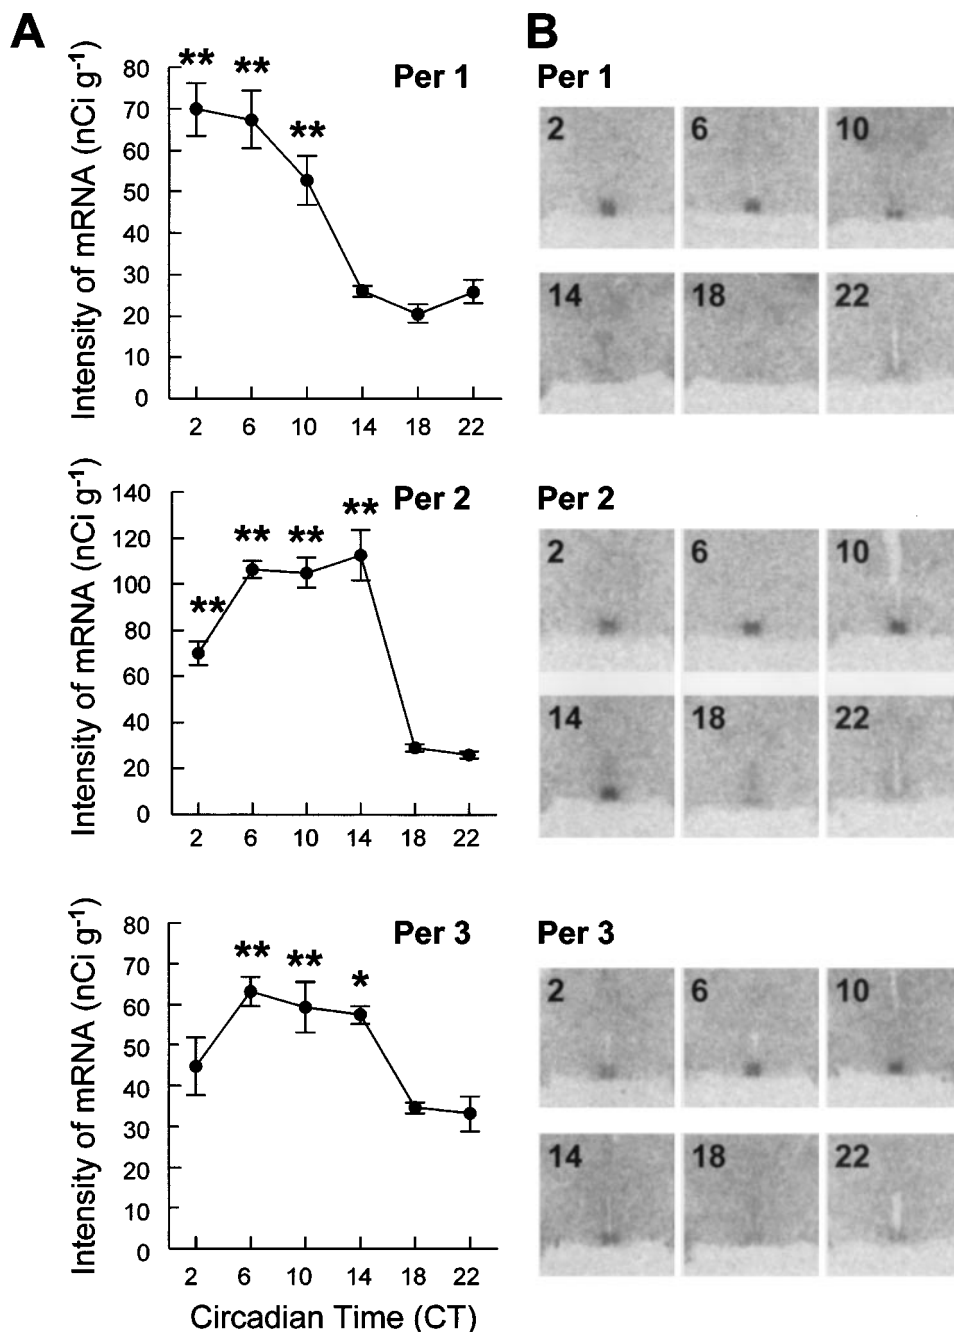 A
B
Per 1
Intensity of mRNA (nCi g⁻¹)
80
70
60
50
40
30
20
10
0
** ** **
2 6 10 14 18 22
Per 1
2 6 10
14 18 22
Per 2
Intensity of mRNA (nCi g⁻¹)
140
120
100
80
60
40
20
0
** ** ** **
2 6 10 14 18 22
Per 2
2 6 10
14 18 22
Per 3
Intensity of mRNA (nCi g⁻¹)
80
70
60
50
40
30
20
10
0
** ** *
2 6 10 14 18 22
Circadian Time (CT)
Per 3
2 6 10
14 18 22